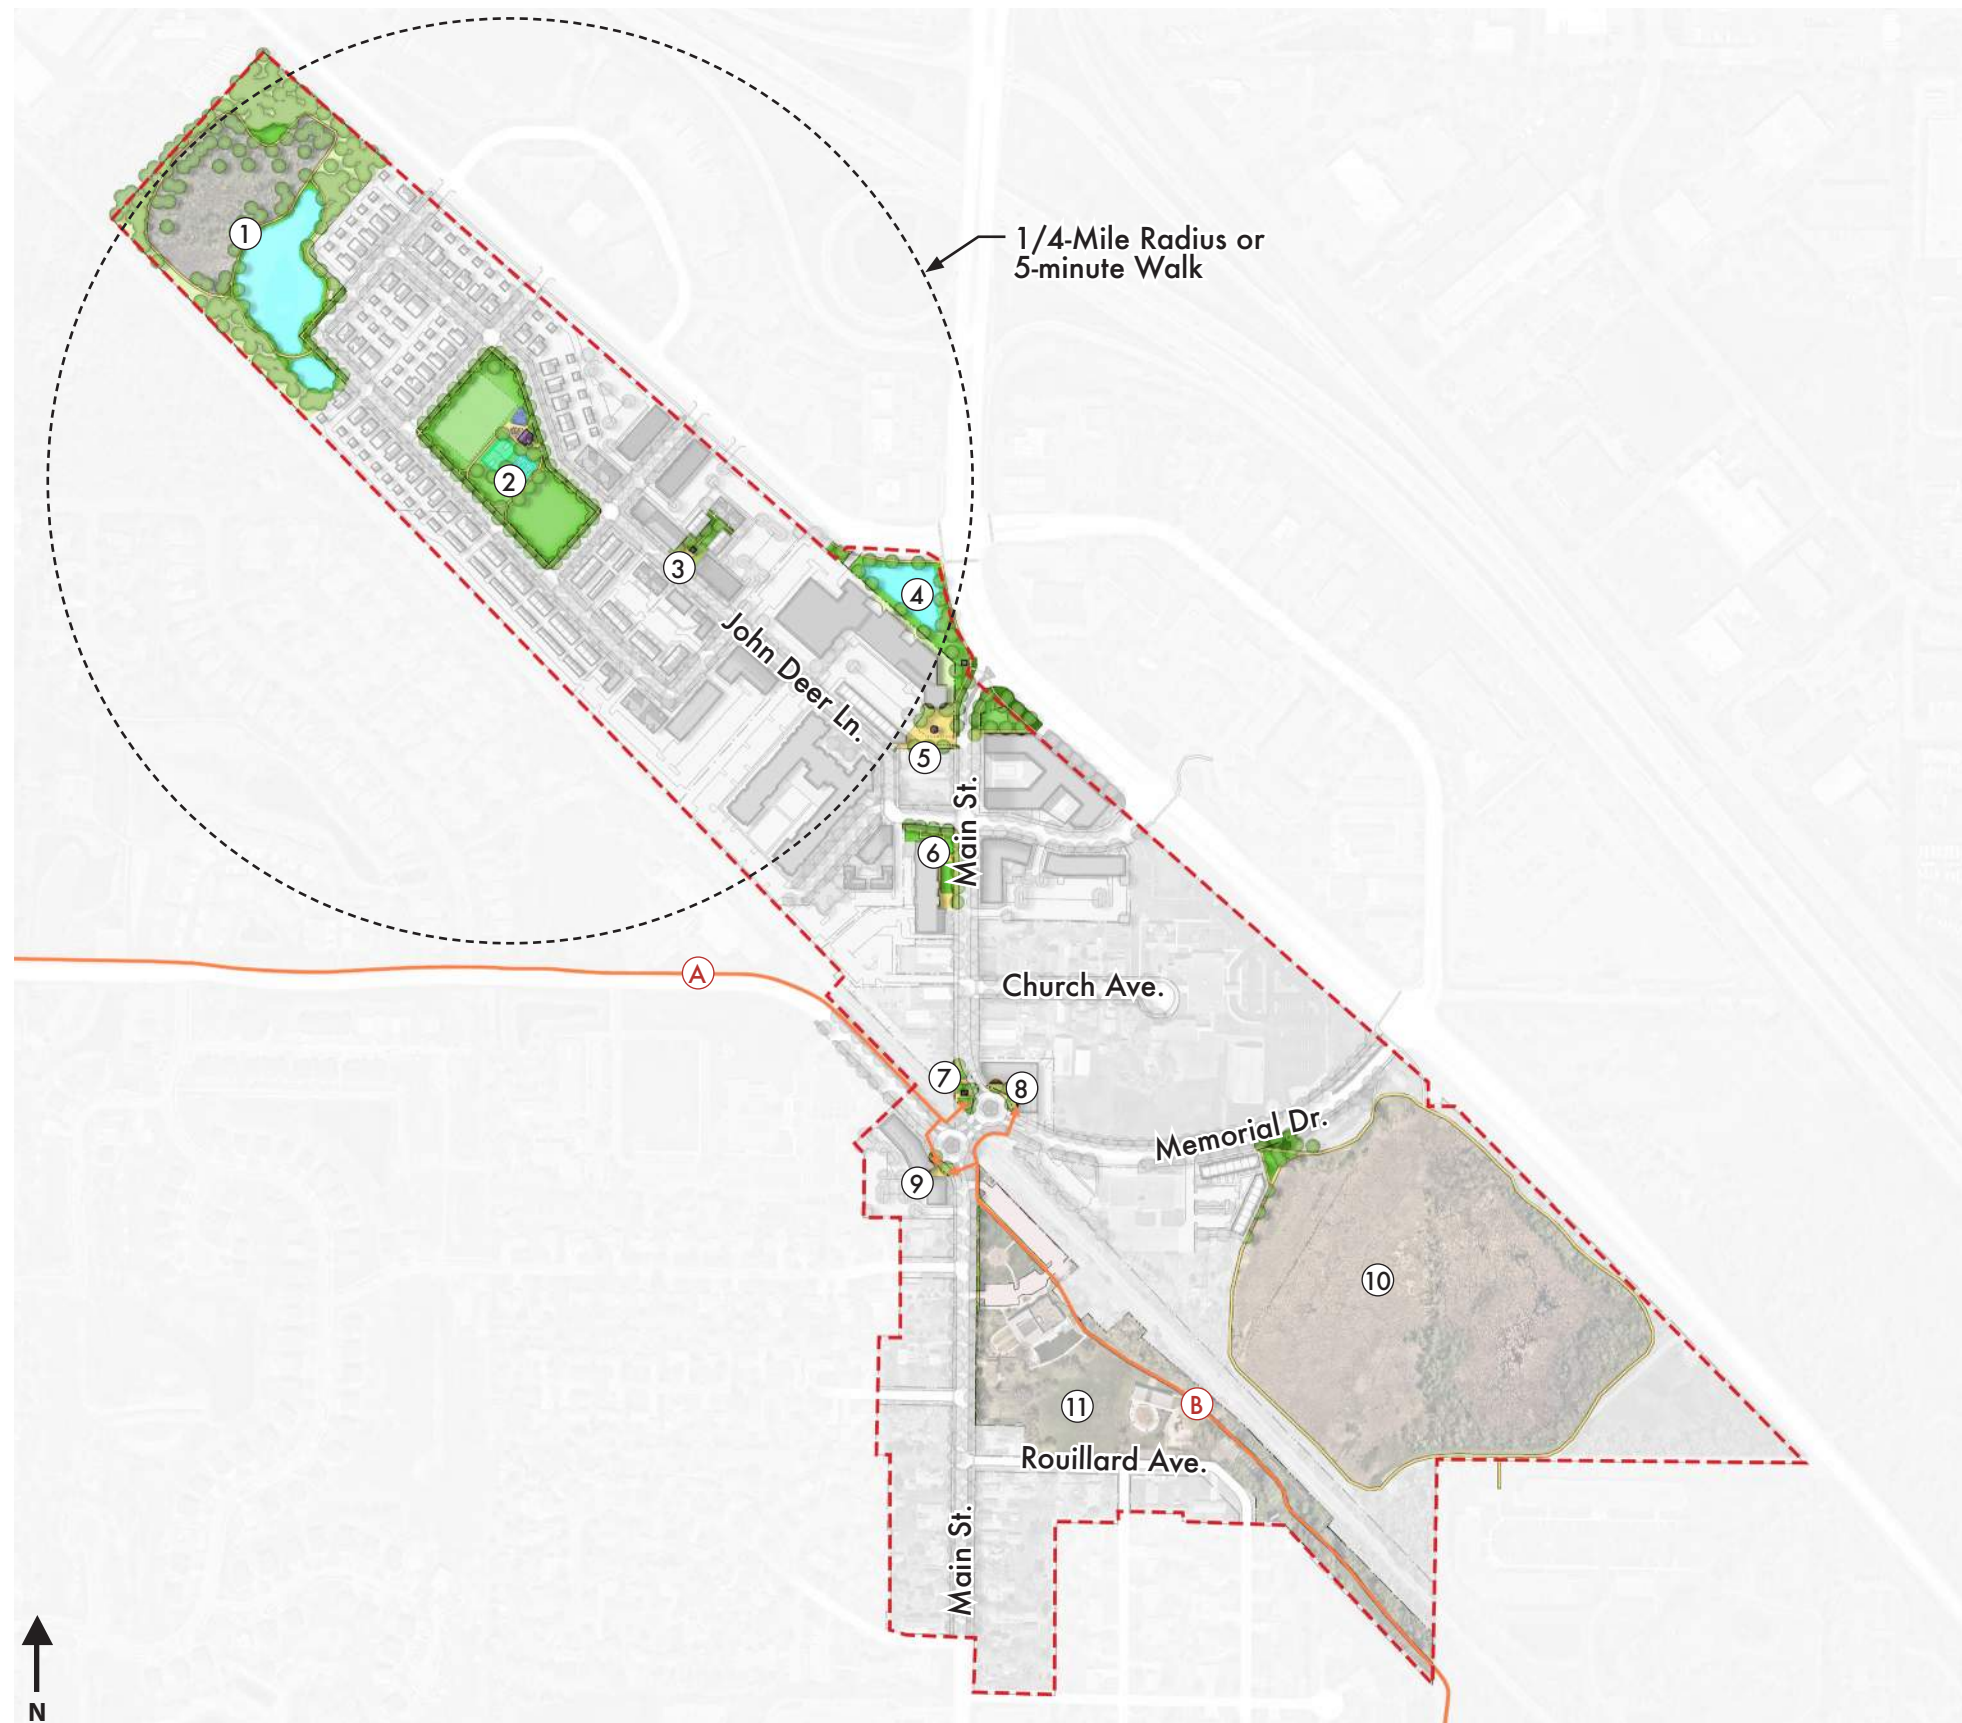 1
1/4-Mile Radius or
5-minute Walk
2
3
4
John Deer Ln.
5
Main St.
6
A
Church Ave.
7
8
Memorial Dr.
9
10
B
11
Rouillard Ave.
Main St.
N